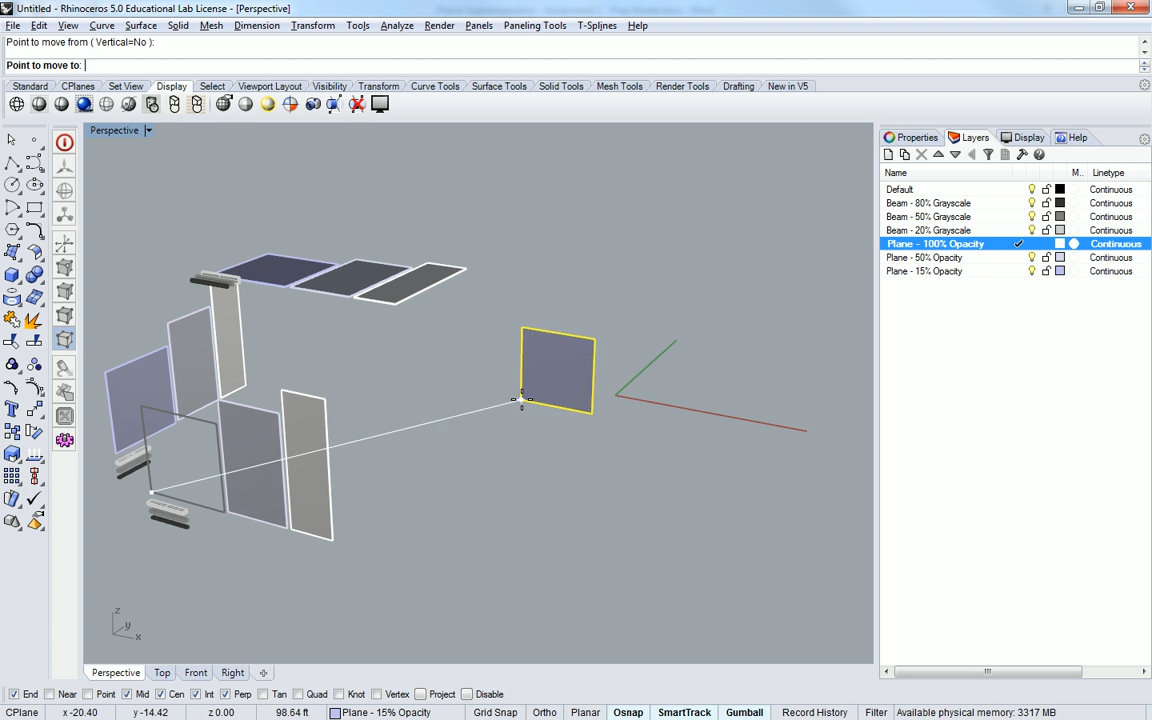 Untitled - Rhinoceros 5.0 Educational Lab License - [Perspective]
File Edit View Curve Surface Solid Mesh Dimension Transform Tools Analyze Render Panels Paneling Tools T-Splines Help
Point to move from ( Vertical=No ):
Point to move to:
Standard CPlanes Set View Display Select Viewport Layout Visibility Transform Curve Tools Surface Tools Solid Tools Mesh Tools Render Tools Drafting New in V5
Perspective
Properties Layers Display Help
Name M.. Linetype
Default Continuous
Beam - 80% Grayscale Continuous
Beam - 50% Grayscale Continuous
Beam - 20% Grayscale Continuous
Plane - 100% Opacity Continuous
Plane - 50% Opacity Continuous
Plane - 15% Opacity Continuous
z
y
x
Perspective Top Front Right
End Near Point Mid Cen Int Perp Tan Quad Knot Vertex Project Disable
CPlane x -20.40 y -14.42 z 0.00 98.64 ft Plane - 15% Opacity Grid Snap Ortho Planar Osnap SmartTrack Gumball Record History Filter Available physical memory: 3317 MB